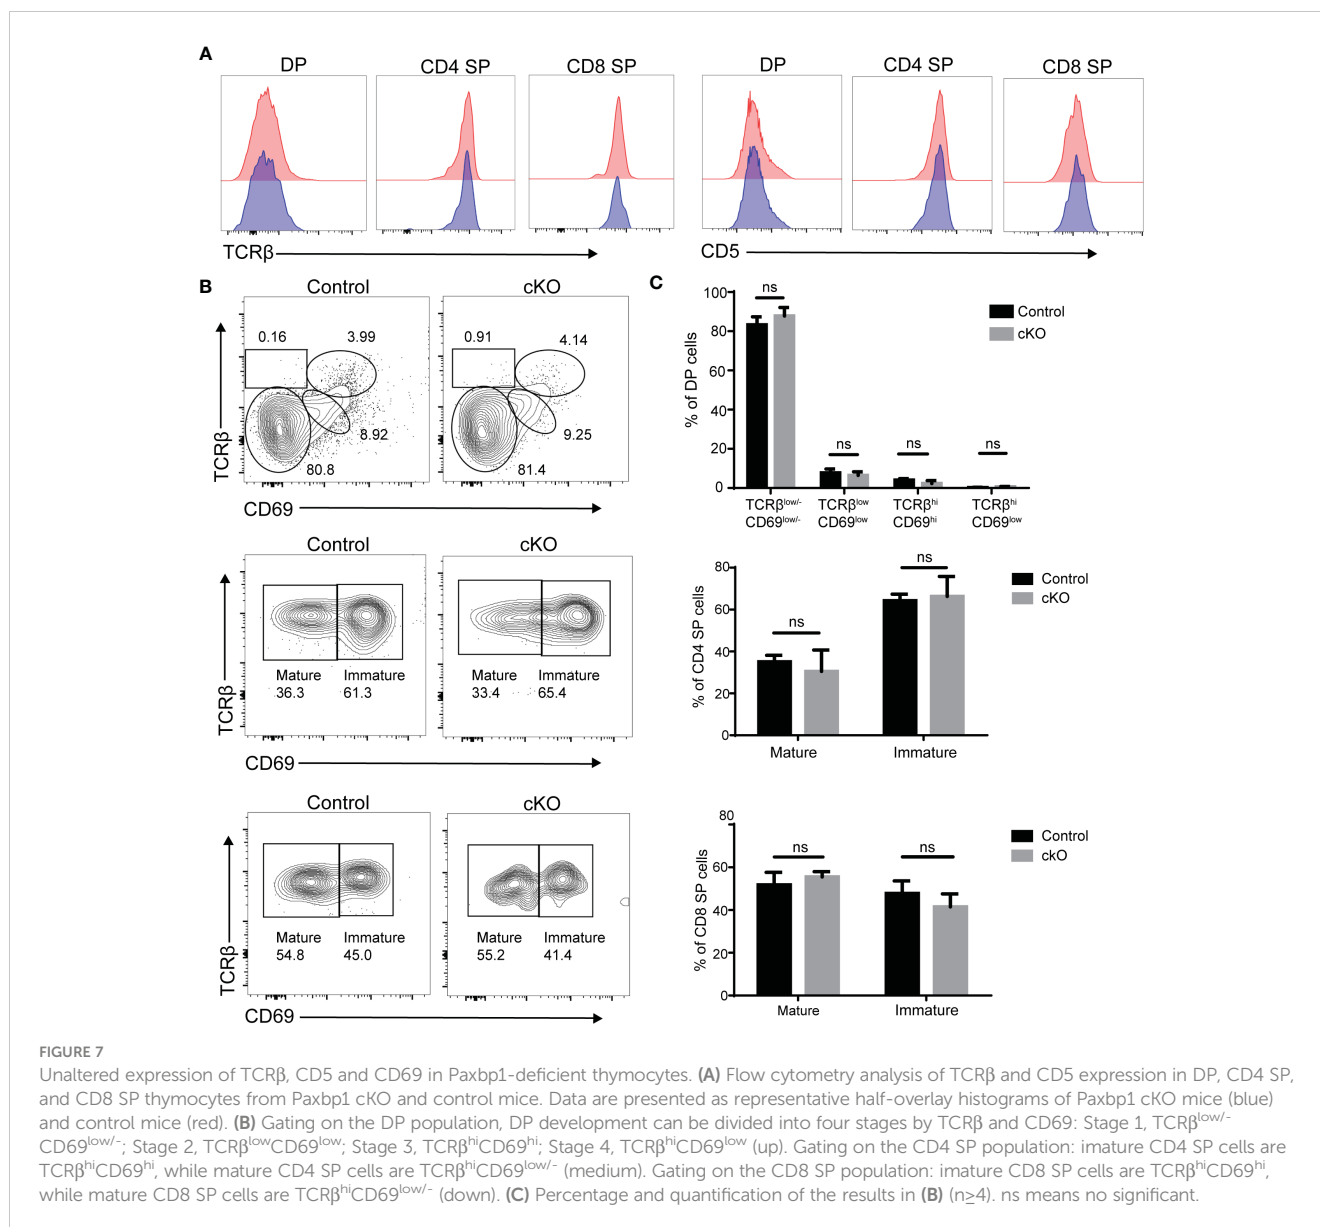 A
DP
CD4 SP
CD8 SP
DP
CD4 SP
CD8 SP
TCRβ
CD5
B
Control
cKO
0.16
3.99
8.92
80.8
0.91
4.14
9.25
81.4
TCRβ
CD69
Control
cKO
Mature
36.3
Immature
61.3
Mature
33.4
Immature
65.4
TCRβ
CD69
Control
cKO
Mature
54.8
Immature
45.0
Mature
55.2
Immature
41.4
TCRβ
CD69
C
100
80
60
40
20
0
% of DP cells
ns
ns
ns
ns
Control
cKO
TCRβlow/-
CD69low/-
TCRβlow
CD69low
TCRβhi
CD69hi
TCRβhi
CD69low
80
60
40
20
0
% of CD4 SP cells
ns
ns
Control
cKO
Mature
Immature
80
60
40
20
0
% of CD8 SP cells
ns
ns
Control
ckO
Mature
Immature
FIGURE 7
Unaltered expression of TCRβ, CD5 and CD69 in Paxbp1-deficient thymocytes. (A) Flow cytometry analysis of TCRβ and CD5 expression in DP, CD4 SP,
and CD8 SP thymocytes from Paxbp1 cKO and control mice. Data are presented as representative half-overlay histograms of Paxbp1 cKO mice (blue)
and control mice (red). (B) Gating on the DP population, DP development can be divided into four stages by TCRβ and CD69: Stage 1, TCRβlow/-
CD69low/-; Stage 2, TCRβlowCD69low; Stage 3, TCRβhiCD69hi; Stage 4, TCRβhiCD69low (up). Gating on the CD4 SP population: imature CD4 SP cells are
TCRβhiCD69hi, while mature CD4 SP cells are TCRβhiCD69low/- (medium). Gating on the CD8 SP population: imature CD8 SP cells are TCRβhiCD69hi,
while mature CD8 SP cells are TCRβhiCD69low/- (down). (C) Percentage and quantification of the results in (B) (n≥4). ns means no significant.